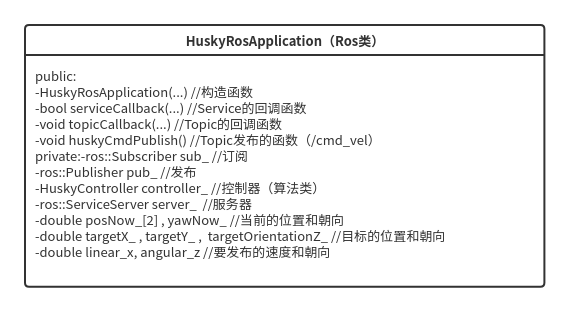 HuskyRosApplication（Ros类）
public:
-HuskyRosApplication(...) //构造函数
-bool serviceCallback(...) //Service的回调函数
-void topicCallback(...) //Topic的回调函数
-void huskyCmdPublish() //Topic发布的函数（/cmd_vel）
private:-ros::Subscriber sub_ //订阅
-ros::Publisher pub_ //发布
-HuskyController controller_ //控制器（算法类）
-ros::ServiceServer server_  //服务器
-double posNow_[2] , yawNow_ //当前的位置和朝向
-double targetX_ , targetY_ ,  targetOrientationZ_ //目标的位置和朝向
-double linear_x, angular_z //要发布的速度和朝向